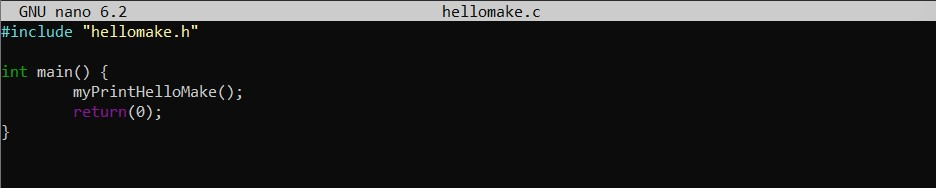 GNU nano 6.2 hellomake.c
#include "hellomake.h"
int main() {
myPrintHelloMake();
return(0);
}